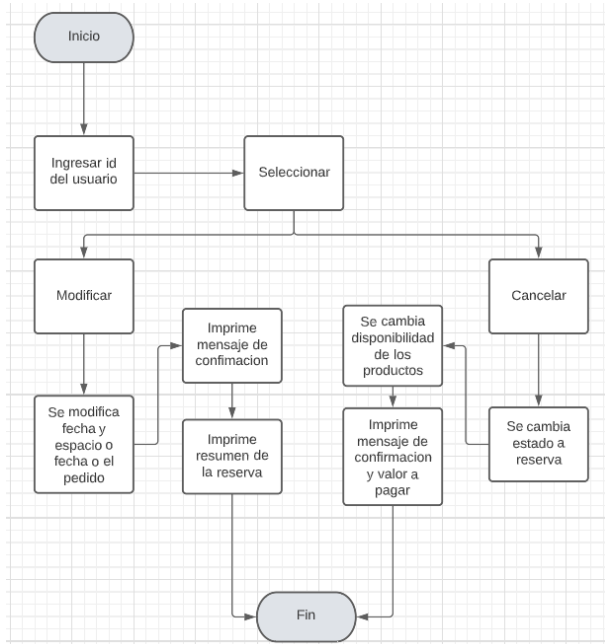 Inicio
Ingresar id
del usuario
Seleccionar
Modificar
Cancelar
Imprime
mensaje de
confimacion
Se cambia
disponibilidad
de los
productos
Se modifica
fecha y
espacio o
fecha o el
pedido
Imprime
resumen de
la reserva
Imprime
mensaje de
confirmacion
y valor a
pagar
Se cambia
estado a
reserva
Fin